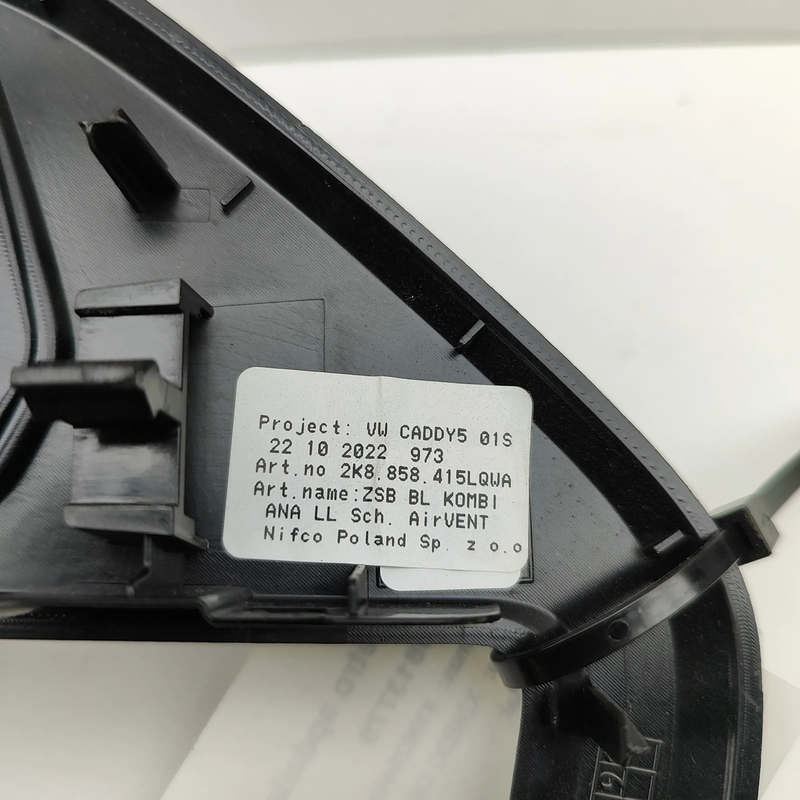 Project: VW CADDY5 01S
22 10 2022 973
Art.no 2K8.858.415LQWA
Art.name:ZSB BL KOMBI
ANA LL Sch. AirVENT
Nifco Poland Sp. z o.o